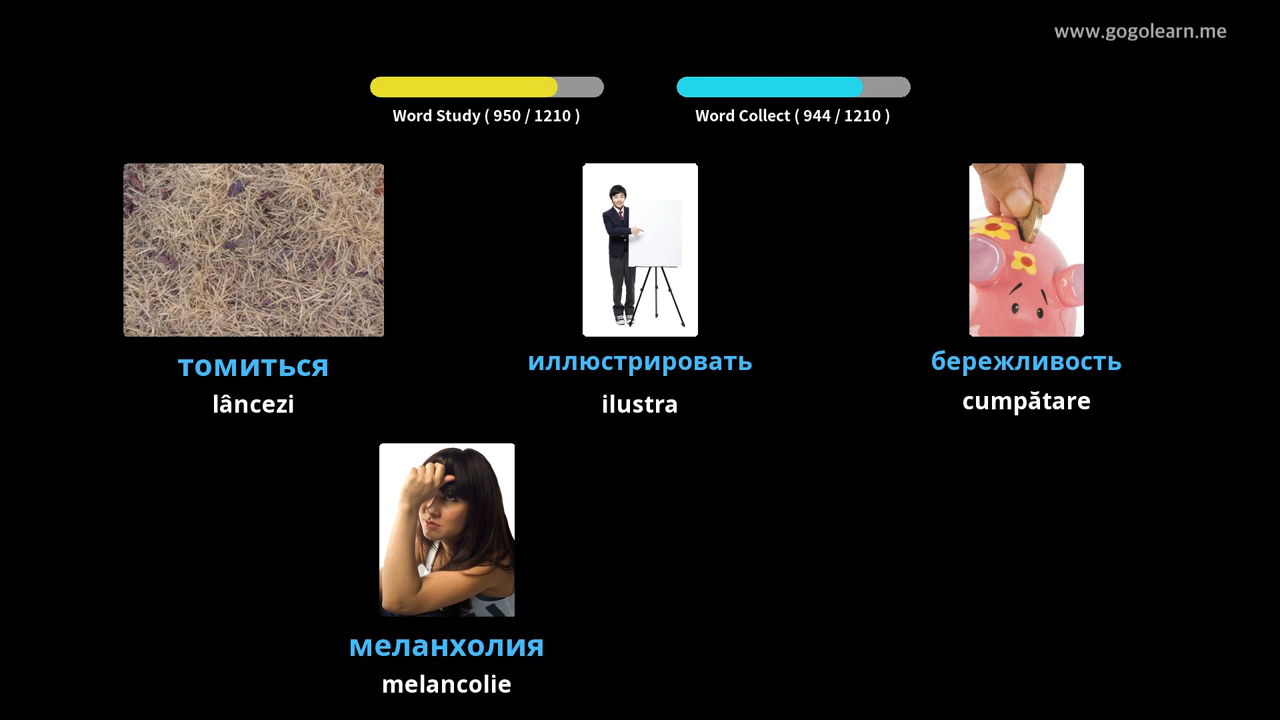 www.gogolearn.me
Word Study ( 950 / 1210 )
Word Collect ( 944 / 1210 )
томиться
lâncezi
иллюстрировать
ilustra
бережливость
cumpătare
меланхолия
melancolie